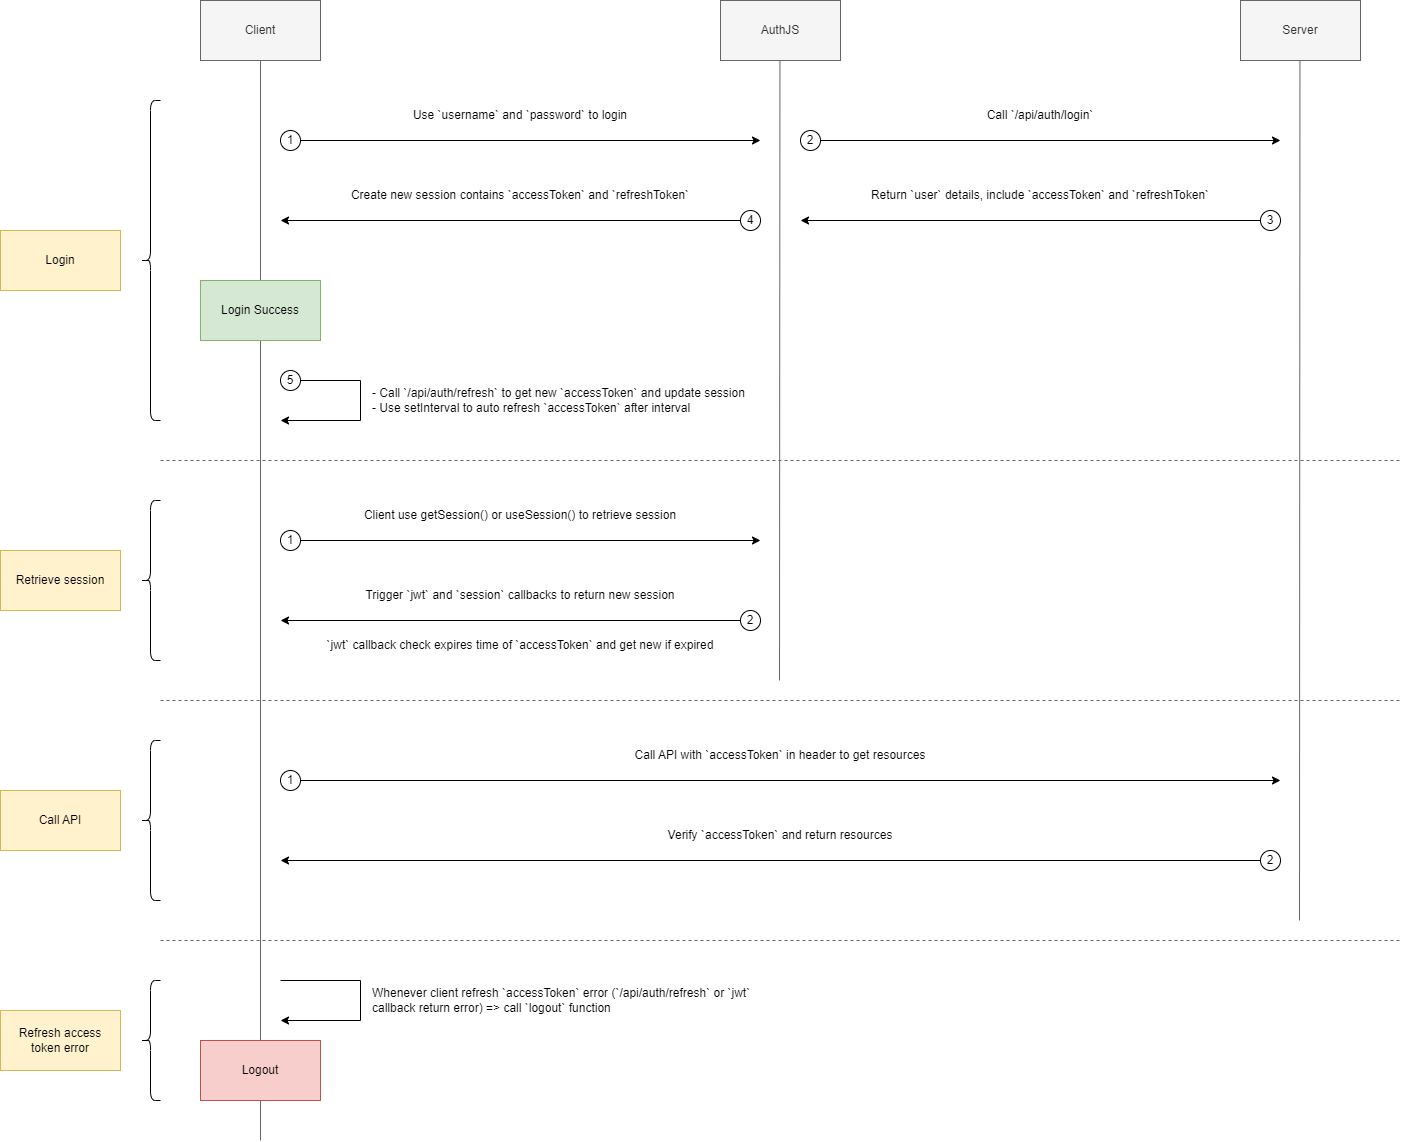 Client
AuthJS
Server
Use `username` and `password` to login
Call `/api/auth/login`
1
2
Create new session contains `accessToken` and `refreshToken`
Return `user` details, include `accessToken` and `refreshToken`
4
3
Login
Login Success
5
- Call `/api/auth/refresh` to get new `accessToken` and update session
- Use setInterval to auto refresh `accessToken` after interval
Client use getSession() or useSession() to retrieve session
1
Retrieve session
Trigger `jwt` and `session` callbacks to return new session
2
`jwt` callback check expires time of `accessToken` and get new if expired
Call API with `accessToken` in header to get resources
1
Call API
Verify `accessToken` and return resources
2
Whenever client refresh `accessToken` error (`/api/auth/refresh` or `jwt`
callback return error) => call `logout` function
Refresh access
token error
Logout